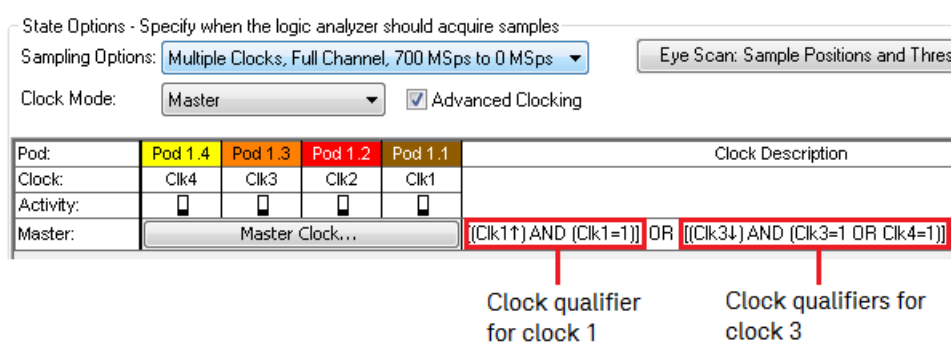 State Options - Specify when the logic analyzer should acquire samples
Sampling Options: Multiple Clocks, Full Channel, 700 MSps to 0 MSps Eye Scan: Sample Positions and Thres
Clock Mode: Master Advanced Clocking
Pod: Pod 1.4 Pod 1.3 Pod 1.2 Pod 1.1 Clock Description
Clock: Clk4 Clk3 Clk2 Clk1
Activity:
Master: Master Clock... [(Clk1↑) AND (Clk1=1)] OR [(Clk3↓) AND (Clk3=1 OR Clk4=1)]
Clock qualifier for clock 1
Clock qualifiers for clock 3